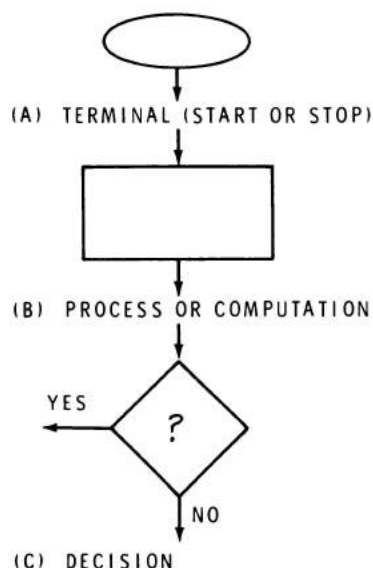 (A) TERMINAL (START OR STOP)
(B) PROCESS OR COMPUTATION
YES
?
NO
(C) DECISION